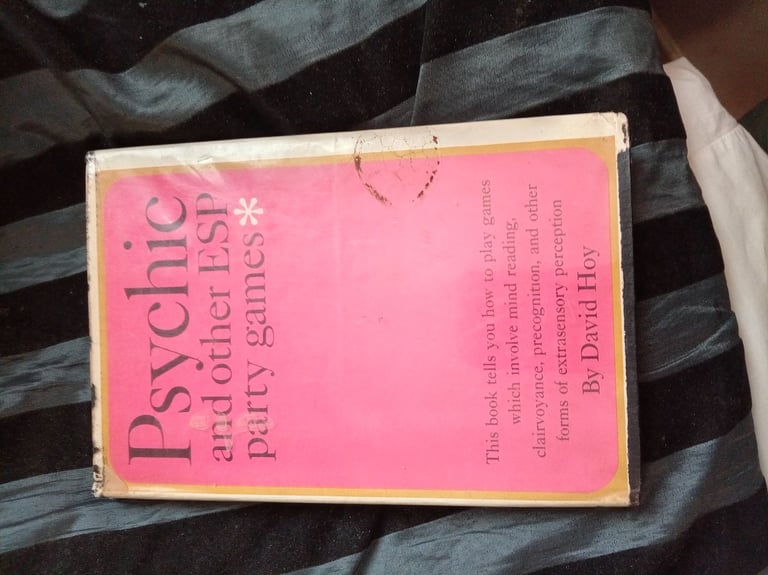 Psychic
and other ESP
party games*
This book tells you how to play games
which involve mind reading,
clairvoyance, precognition, and other
forms of extrasensory perception
By David Hoy